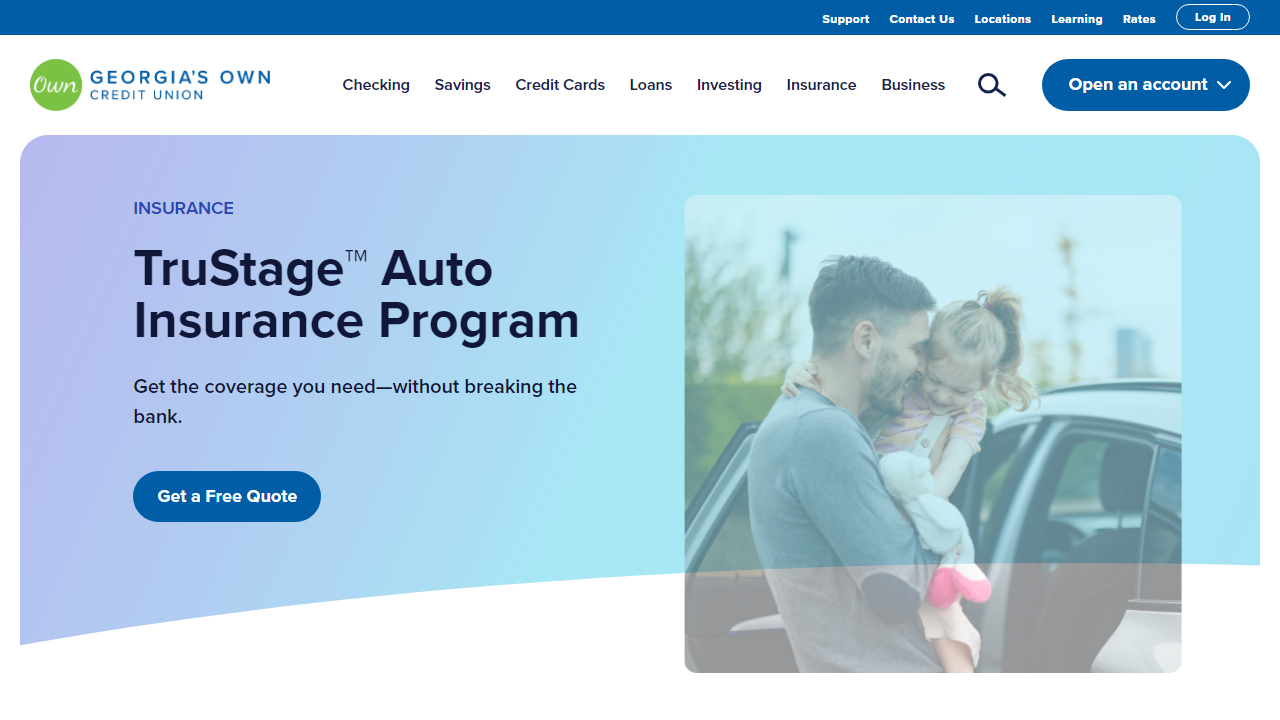 Support Contact Us Locations Learning Rates Log In
Own GEORGIA'S OWN
CREDIT UNION
Checking Savings Credit Cards Loans Investing Insurance Business Open an account
INSURANCE
TruStage™ Auto
Insurance Program
Get the coverage you need—without breaking the
bank.
Get a Free Quote